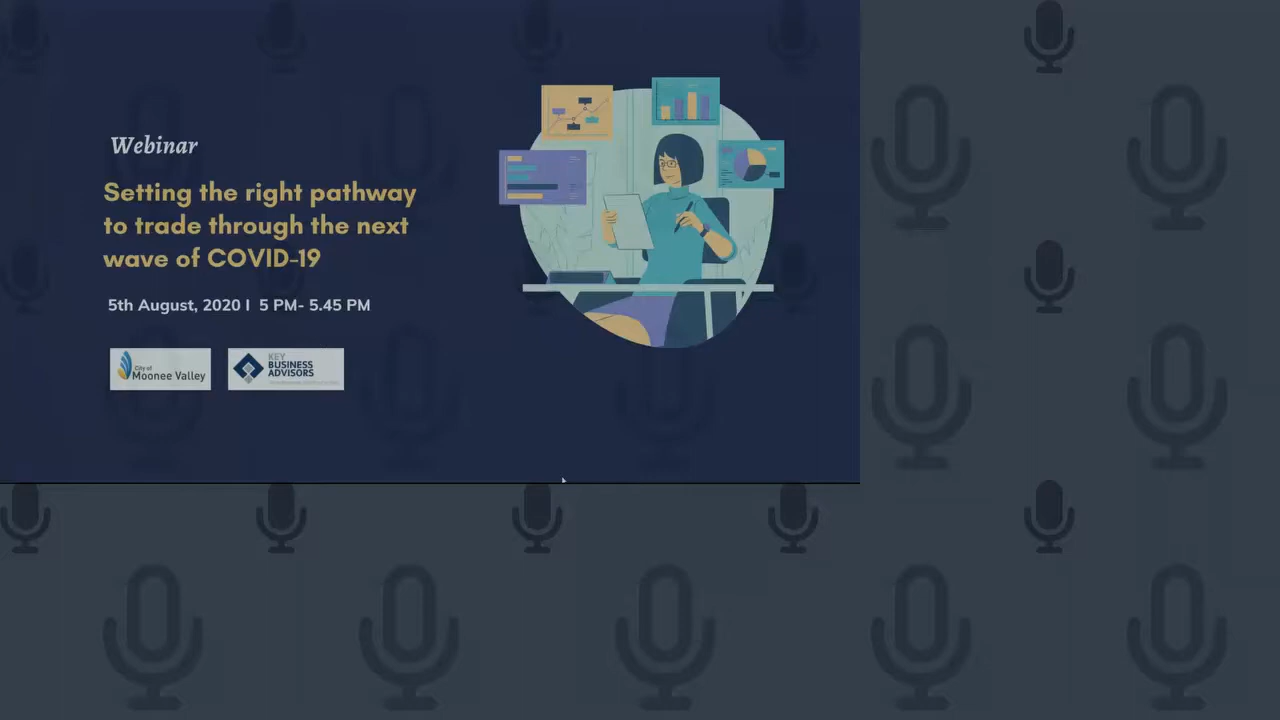 Webinar
Setting the right pathway
to trade through the next
wave of COVID-19
5th August, 2020 I 5 PM- 5.45 PM
City of
Moonee Valley
KEY
BUSINESS
ADVISORS